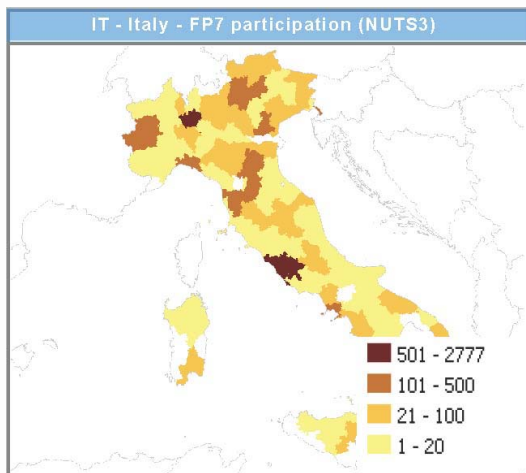 IT - Italy - FP7 participation (NUTS3)
501 - 2777
101 - 500
21 - 100
1 - 20